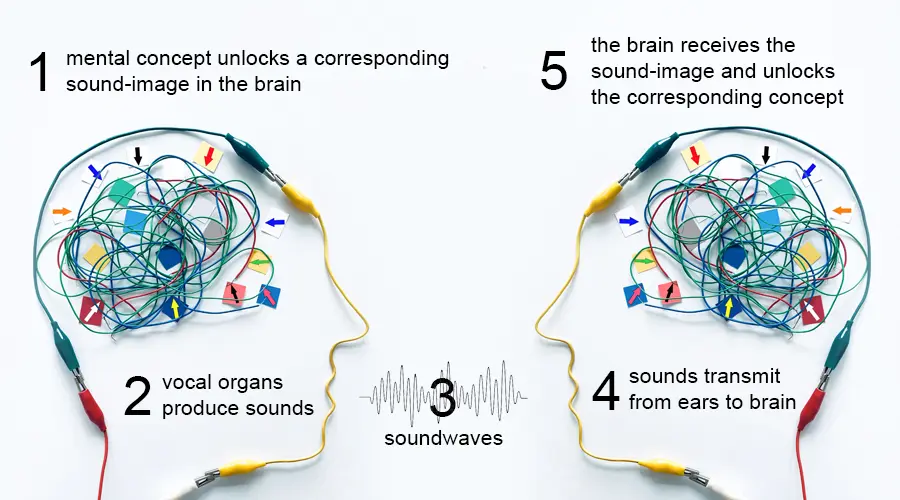 1 mental concept unlocks a corresponding
sound-image in the brain
2 vocal organs
produce sounds
3
soundwaves
4 sounds transmit
from ears to brain
5 the brain receives the
sound-image and unlocks
the corresponding concept